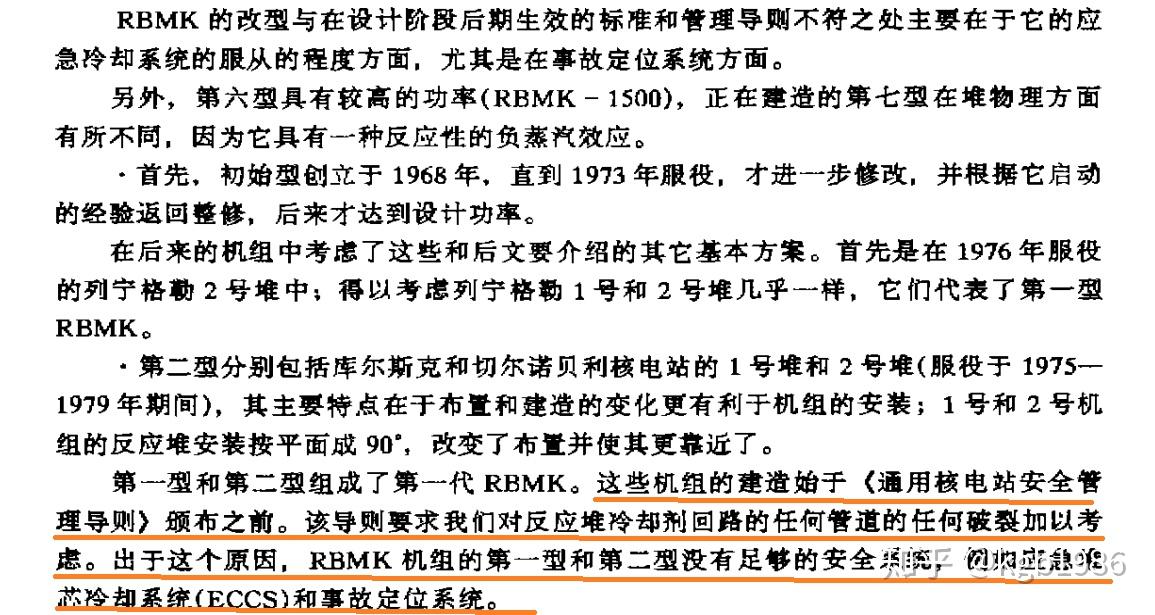 RBMK 的改型与在设计阶段后期生效的标准和管理导则不符之处主要在于它的应
急冷却系统的服从的程度方面，尤其是在事故定位系统方面。
另外，第六型具有较高的功率(RBMK－1500)，正在建造的第七型在堆物理方面
有所不同，因为它具有一种反应性的负蒸汽效应。
·首先，初始型创立于 1968 年，直到 1973 年服役，才进一步修改，并根据它启动
的经验返回整修，后来才达到设计功率。
在后来的机组中考虑了这些和后文要介绍的其它基本方案。首先是在 1976 年服役
的列宁格勒 2 号堆中；得以考虑列宁格勒 1 号和 2 号堆几乎一样，它们代表了第一型
RBMK。
·第二型分别包括库尔斯克和切尔诺贝利核电站的 1 号堆和 2 号堆(服役于 1975—
1979 年期间)，其主要特点在于布置和建造的变化更有利于机组的安装；1 号和 2 号机
组的反应堆安装按平面成 90°，改变了布置并使其更靠近了。
第一型和第二型组成了第一代 RBMK。这些机组的建造始于《通用核电站安全管
理导则》颁布之前。该导则要求我们对反应堆冷却剂回路的任何管道的任何破裂加以考
虑。出于这个原因，RBMK 机组的第一型和第二型没有足够的安全系统，
芯冷却系统(ECCS)和事故定位系统。
知乎 @kgb1986